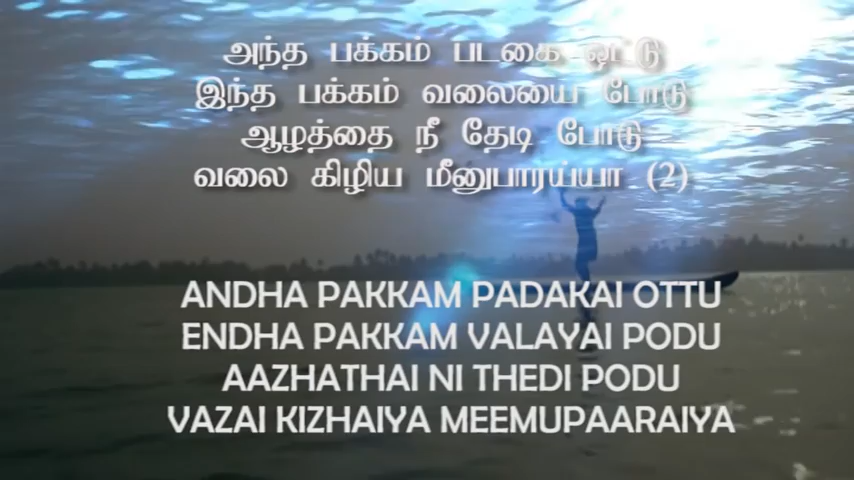 அந்த பக்கம் படகை ஓட்டு
இந்த பக்கம் வலையை போடு
ஆழத்தை நீ தேடி போடு
வலை கிழிய மீனுபாரய்யா (2)
ANDHA PAKKAM PADAKAI OTTU
ENDHA PAKKAM VALAYAI PODU
AAZHATHAI NI THEDI PODU
VAZAI KIZHAIYA MEEMUPAARAIYA